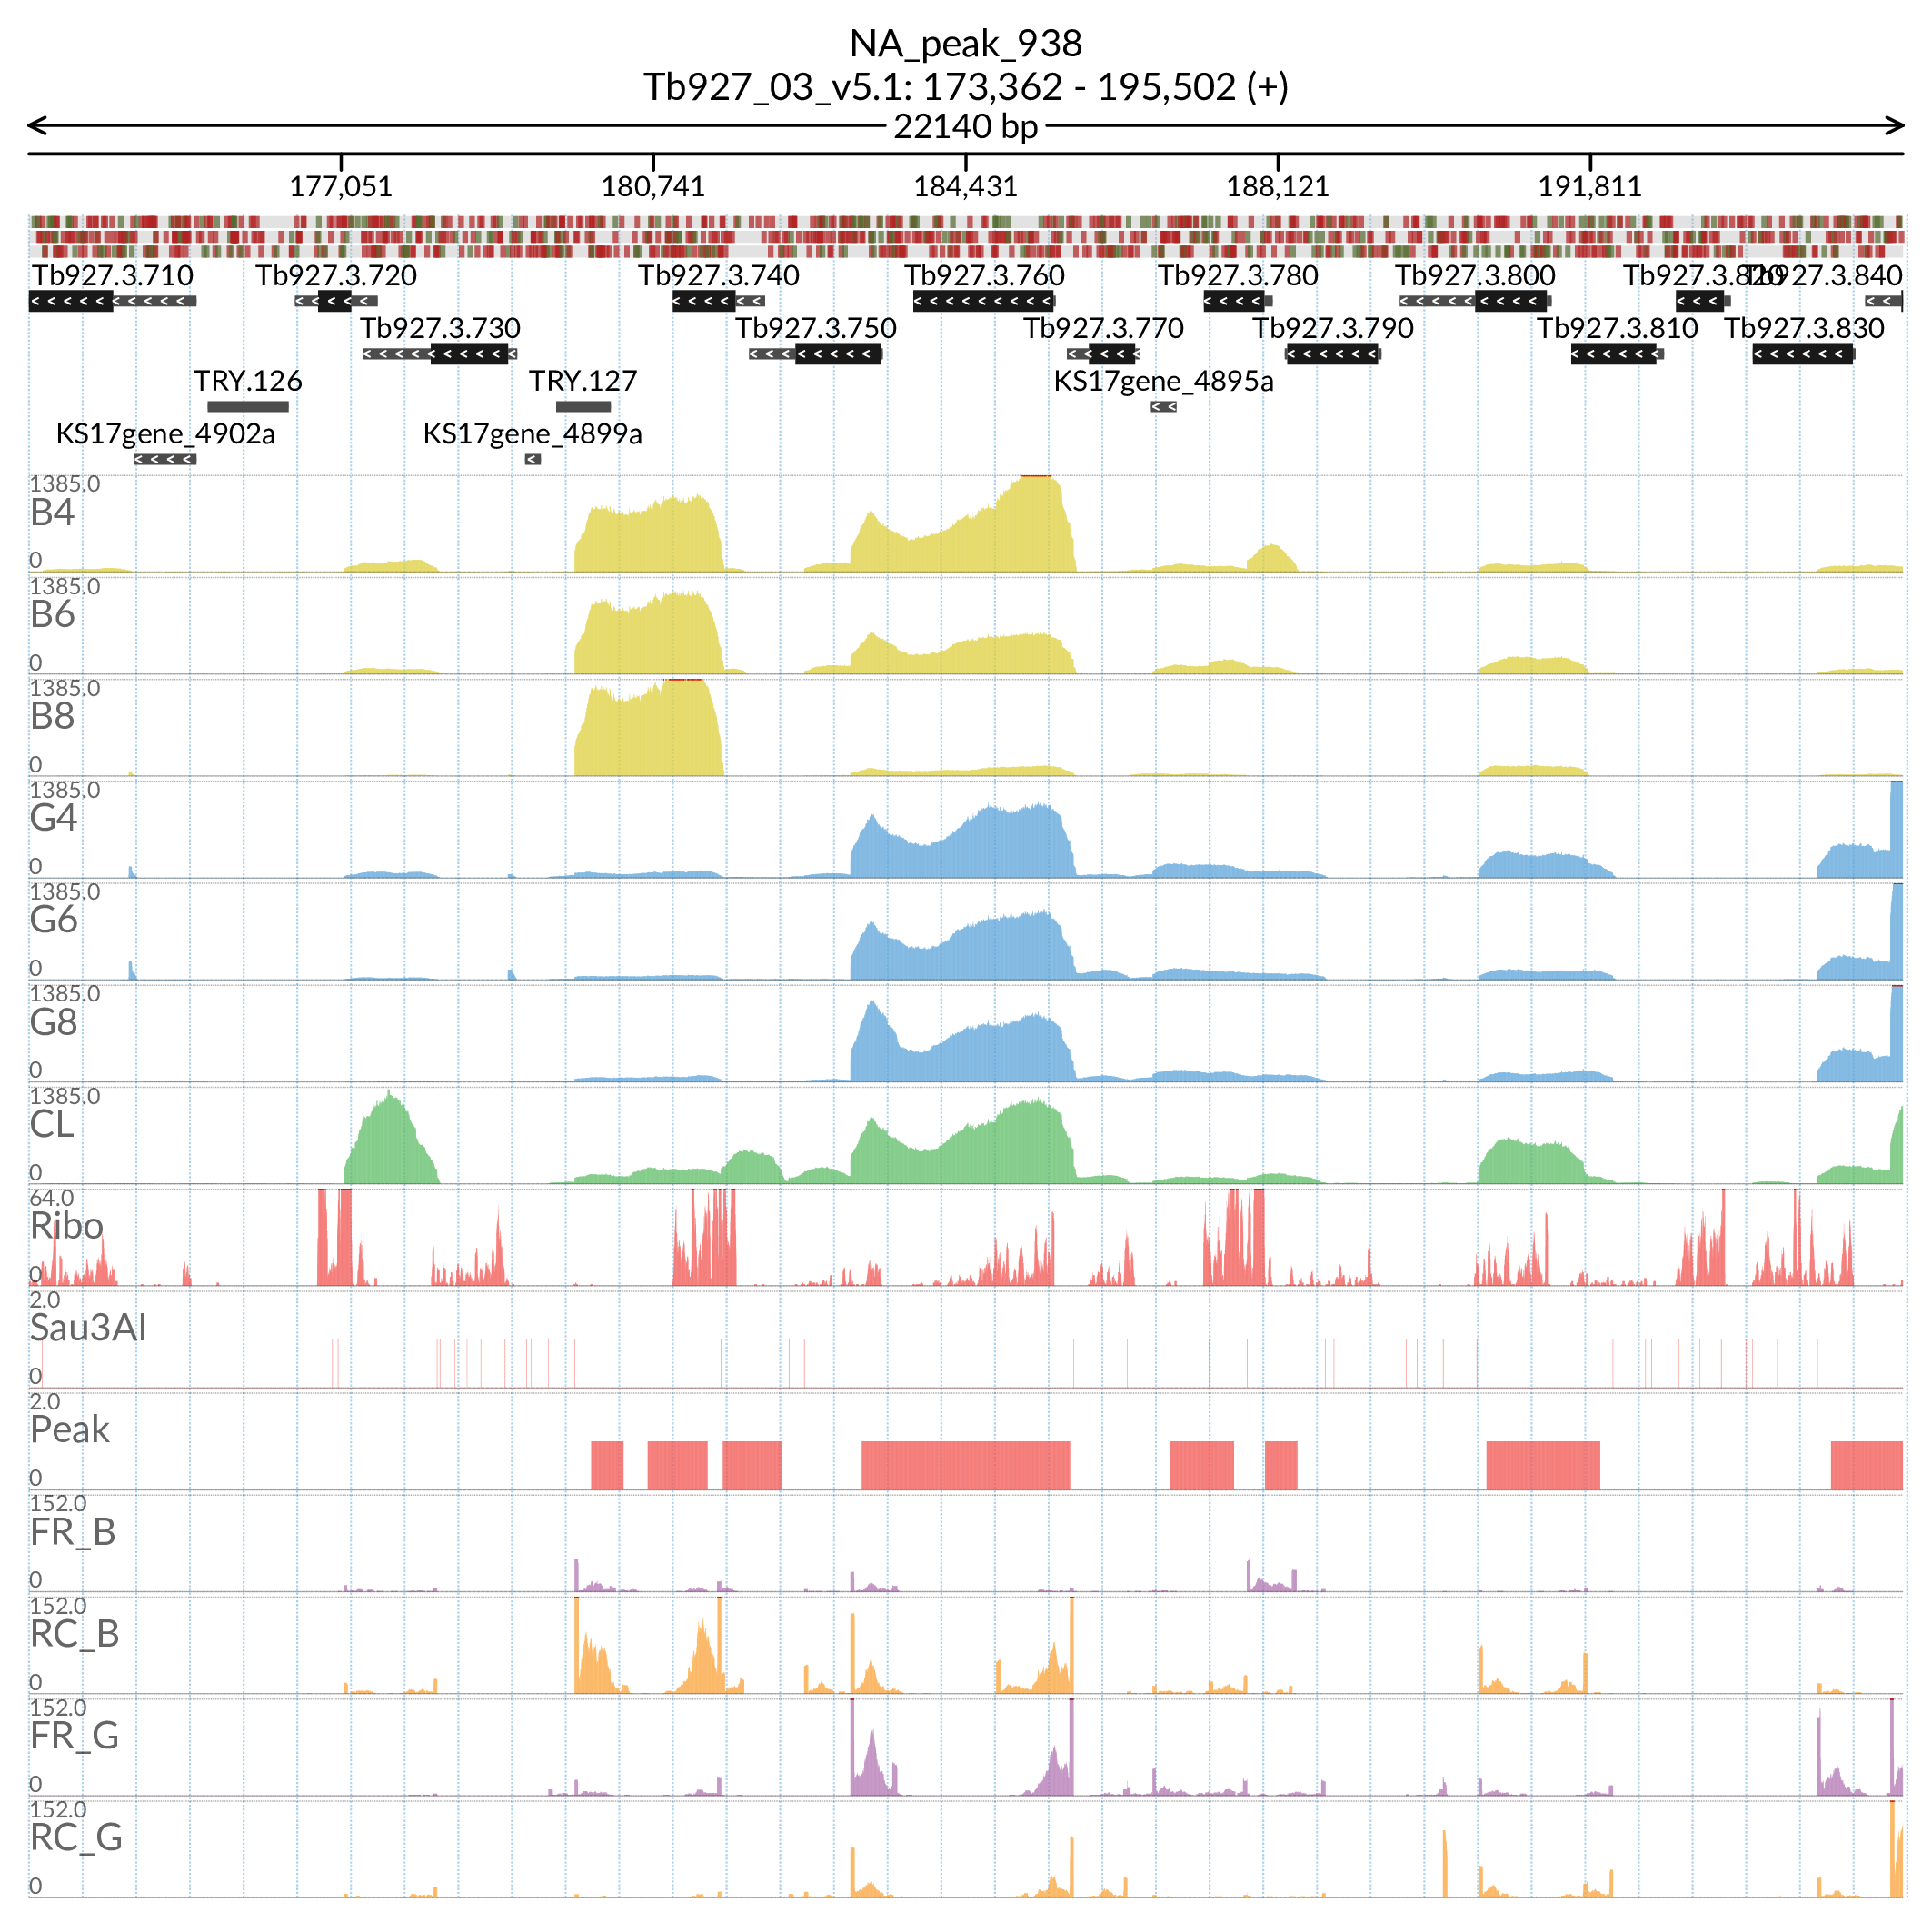 NA_peak_938
Tb927_03_v5.1: 173,362 - 195,502 (+)
22140 bp
177,051 180,741 184,431 188,121 191,811
Tb927.3.710 Tb927.3.720 Tb927.3.740 Tb927.3.760 Tb927.3.780 Tb927.3.800 Tb927.3.820 Tb927.3.840
Tb927.3.730 Tb927.3.750 Tb927.3.770 Tb927.3.790 Tb927.3.810 Tb927.3.830
TRY.126 TRY.127 KS17gene_4895a
KS17gene_4902a KS17gene_4899a
1385.0
B4
0
1385.0
B6
0
1385.0
B8
0
1385.0
G4
0
1385.0
G6
0
1385.0
G8
0
1385.0
CL
0
64.0
Ribo
0
2.0
Sau3AI
0
2.0
Peak
0
152.0
FR_B
0
152.0
RC_B
0
152.0
FR_G
0
152.0
RC_G
0